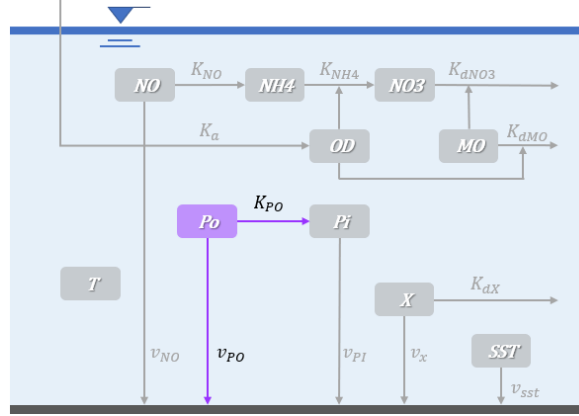 K_NO K_NH4 K_dNO3
NO NH4 NO3
K_a K_dMO
OD MO
K_PO
Po Pi
T X K_dX
SST
v_NO v_PO v_PI v_x v_sst